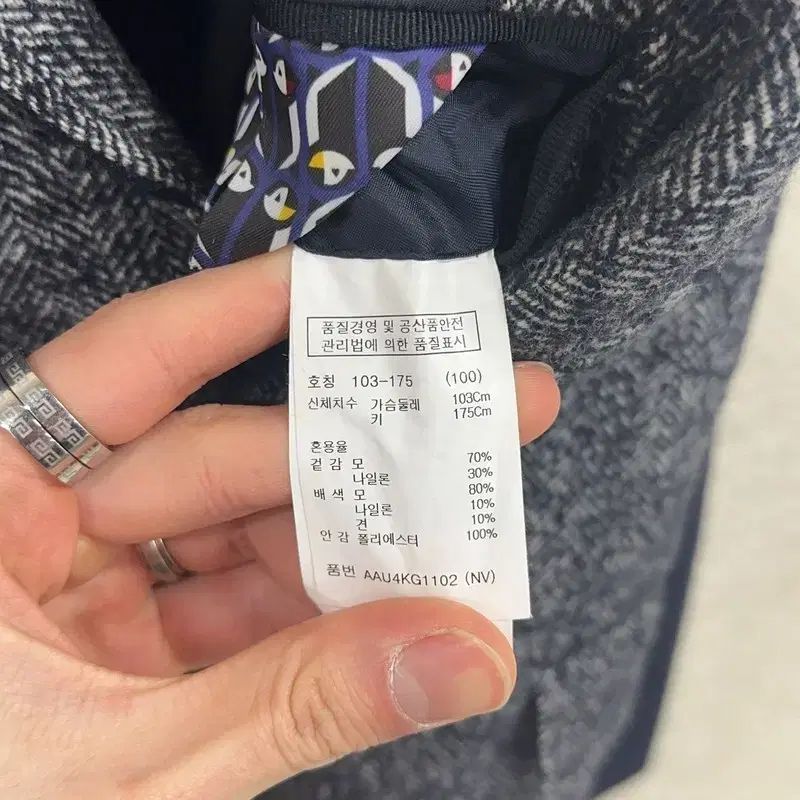 품질경영 및 공산품안전
관리법에 의한 품질표시
호칭 103-175 (100)
신체치수 가슴둘레 103Cm
키 175Cm
혼용율
겉감 모 70%
나일론 30%
배색 모 80%
나일론 10%
견 10%
안감 폴리에스터 100%
품번 AAU4KG1102 (NV)